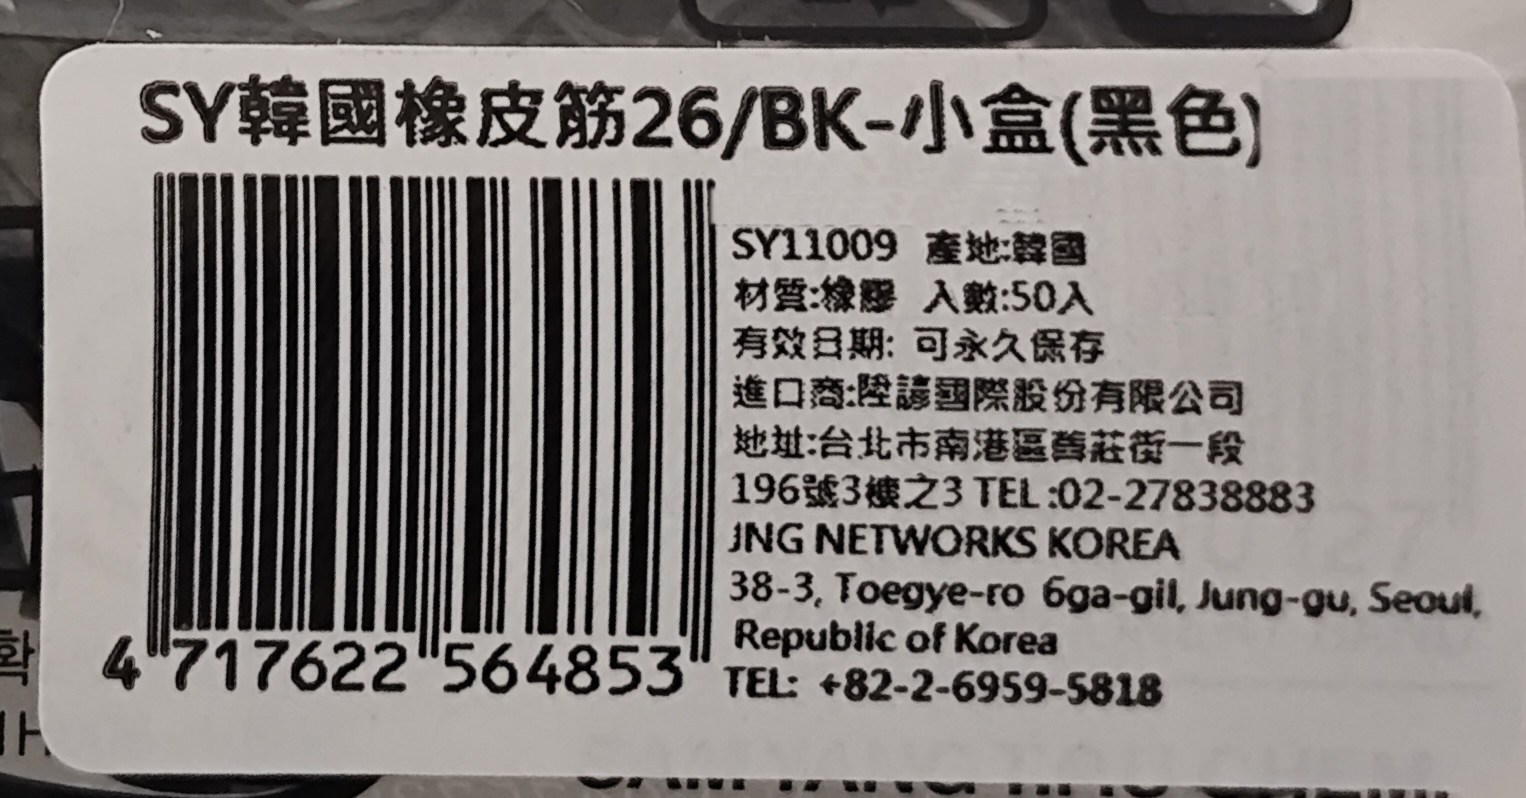 SY韓國橡皮筋26/BK-小盒(黑色)
SY11009 產地:韓國
材質:橡膠 入數:50入
有效日期: 可永久保存
進口商:陞諺國際股份有限公司
地址:台北市南港區舊莊街一段
196號3樓之3 TEL:02-27838883
JNG NETWORKS KOREA
38-3, Toegye-ro 6ga-gil, Jung-gu, Seoul,
Republic of Korea
TEL: +82-2-6959-5818
4 717622 564853
확